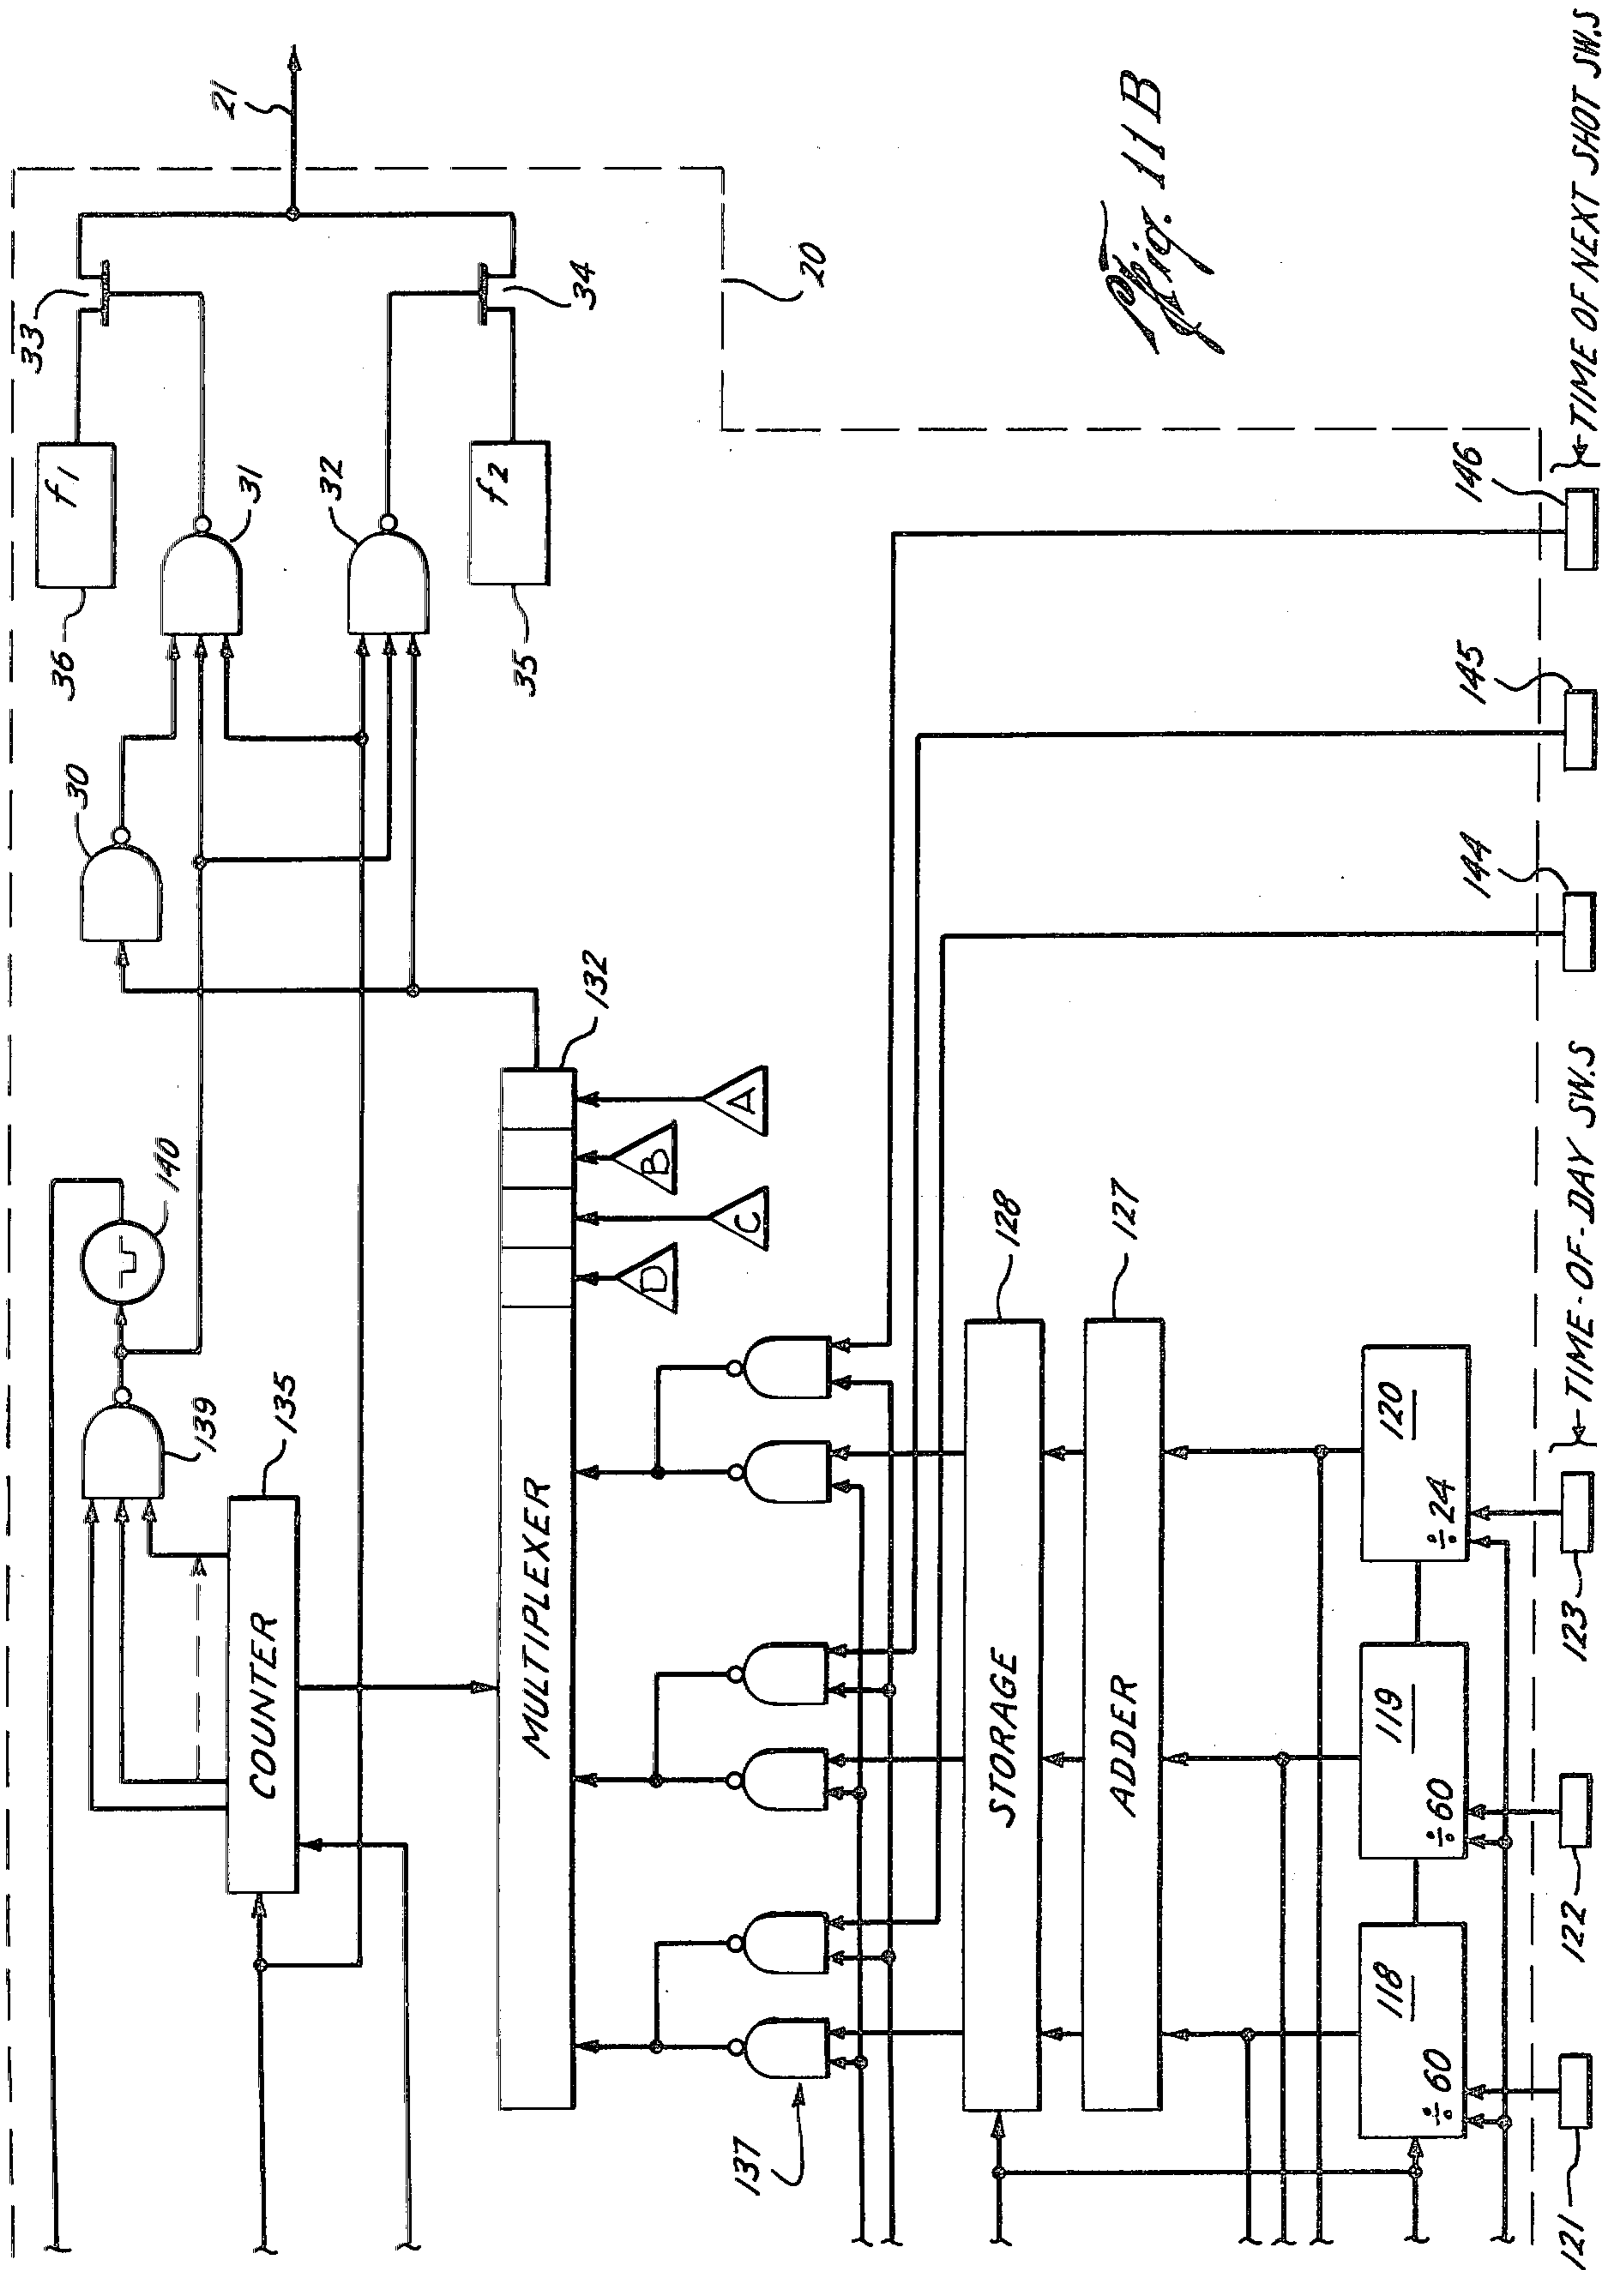 21
33
f1
36
31
32
34
f2
35
30
20
140
139
135
COUNTER
132
MULTIPLEXER
A
B
C
D
137
128
STORAGE
127
ADDER
118
÷60
119
÷60
120
÷24
121
122
123
TIME-OF-DAY SW.S
144
145
146
TIME OF NEXT SHOT SW.S
Fig. 11B